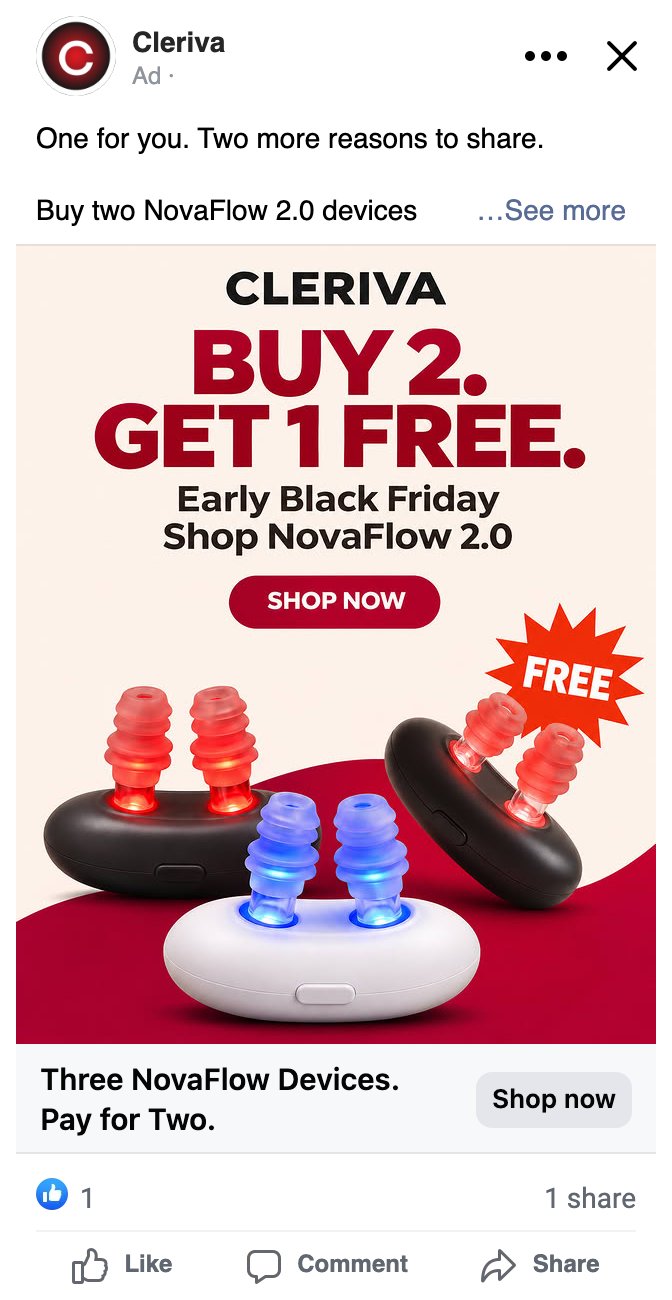 C
Cleriva
Ad ·
One for you. Two more reasons to share.
Buy two NovaFlow 2.0 devices ...See more
CLERIVA
BUY 2.
GET 1 FREE.
Early Black Friday
Shop NovaFlow 2.0
SHOP NOW
FREE
Three NovaFlow Devices.
Pay for Two.
Shop now
1
1 share
Like
Comment
Share